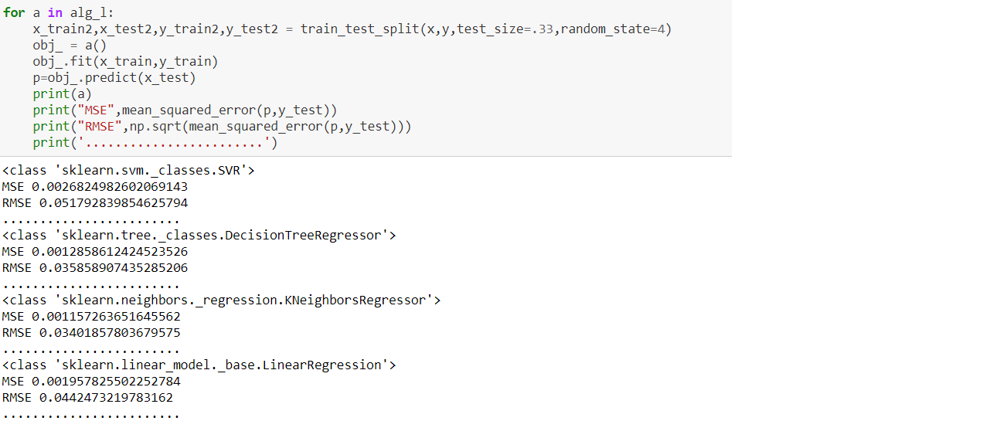 for a in alg_l:
    x_train2,x_test2,y_train2,y_test2 = train_test_split(x,y,test_size=.33,random_state=4)
    obj_ = a()
    obj_.fit(x_train,y_train)
    p=obj_.predict(x_test)
    print(a)
    print("MSE",mean_squared_error(p,y_test))
    print("RMSE",np.sqrt(mean_squared_error(p,y_test)))
    print('........................')
<class 'sklearn.svm._classes.SVR'>
MSE 0.0026824982602069143
RMSE 0.051792839854625794
........................
<class 'sklearn.tree._classes.DecisionTreeRegressor'>
MSE 0.0012858612424523526
RMSE 0.035858907435285206
........................
<class 'sklearn.neighbors._regression.KNeighborsRegressor'>
MSE 0.001157263651645562
RMSE 0.03401857803679575
........................
<class 'sklearn.linear_model._base.LinearRegression'>
MSE 0.001957825502252784
RMSE 0.0442473219783162
........................